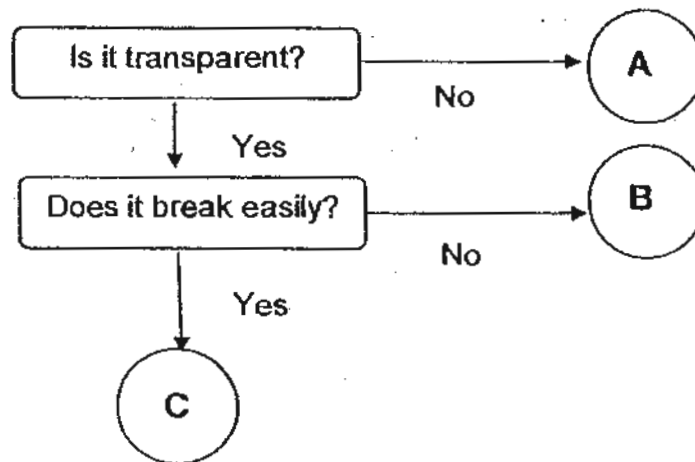 Is it transparent?
A
No
Yes
Does it break easily?
B
No
Yes
C